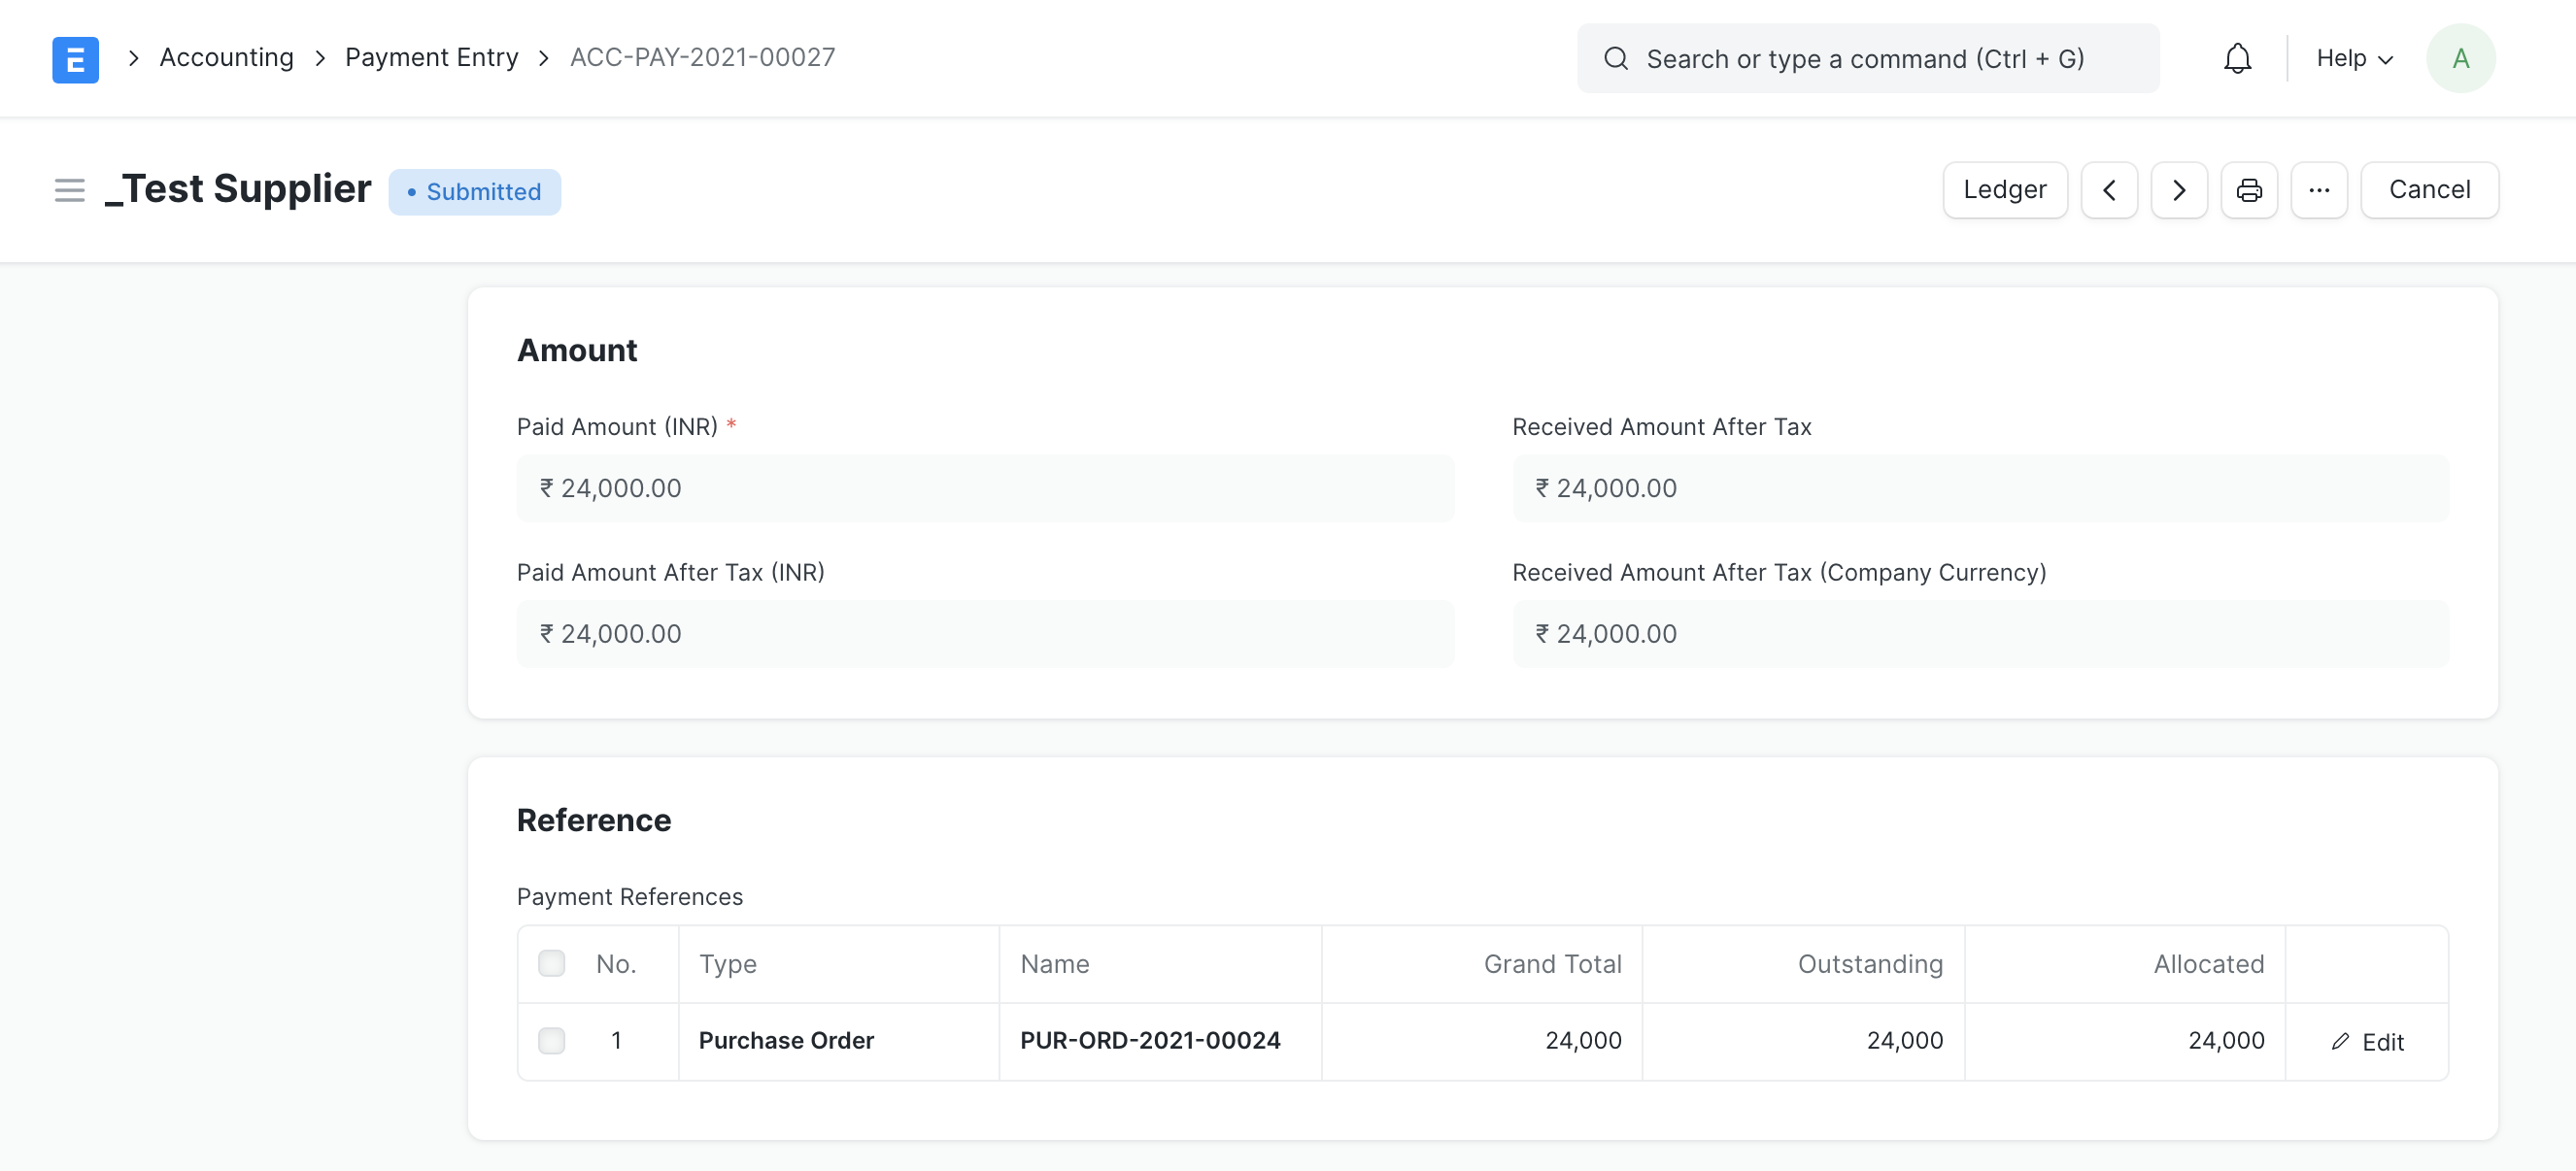 E
Accounting
Payment Entry
ACC-PAY-2021-00027
Search or type a command (Ctrl + G)
Help
A
_Test Supplier
• Submitted
Ledger
...
Cancel
Amount
Paid Amount (INR) *
Received Amount After Tax
₹ 24,000.00
₹ 24,000.00
Paid Amount After Tax (INR)
Received Amount After Tax (Company Currency)
₹ 24,000.00
₹ 24,000.00
Reference
Payment References
No. Type Name Grand Total Outstanding Allocated
1 Purchase Order PUR-ORD-2021-00024 24,000 24,000 24,000 Edit